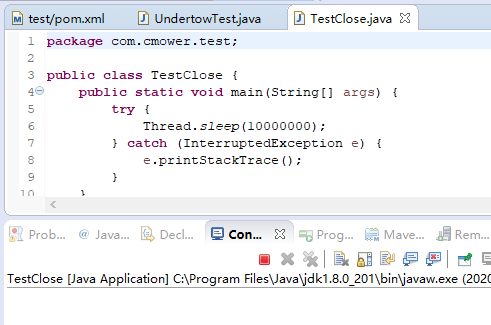 test/pom.xml UndertowTest.java TestClose.java
1 package com.cmower.test;
2
3 public class TestClose {
4 public static void main(String[] args) {
5 try {
6 Thread.sleep(10000000);
7 } catch (InterruptedException e) {
8 e.printStackTrace();
9 }
10 }
Prob... @ Java... Decl... Con... Prog... Mave... Rem...
TestClose [Java Application] C:\Program Files\Java\jdk1.8.0_201\bin\javaw.exe (2020